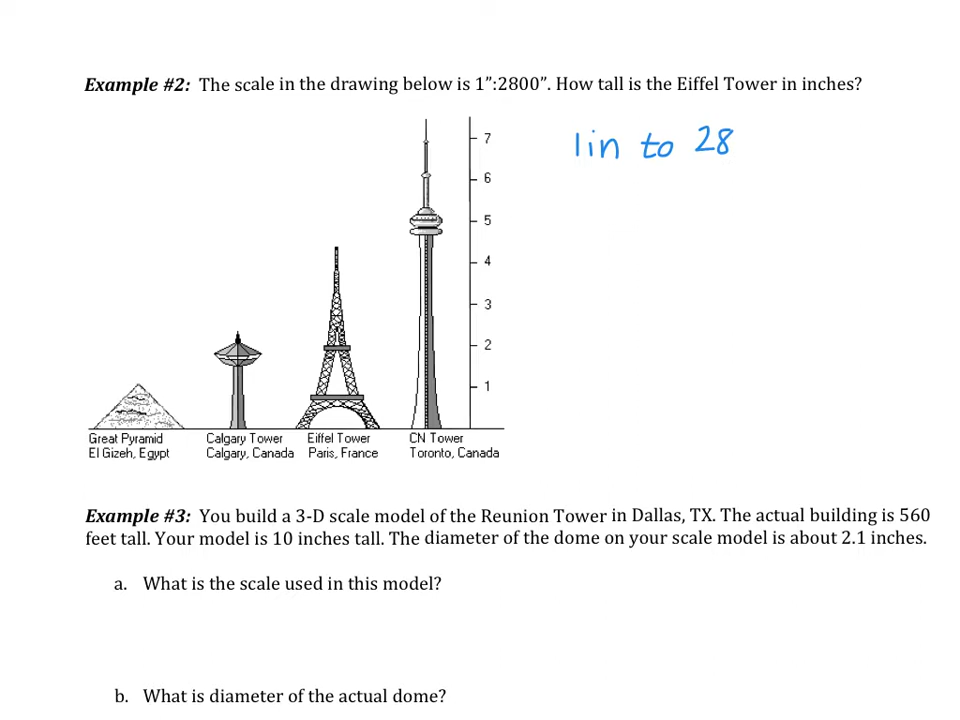 Example #2: The scale in the drawing below is 1”:2800”. How tall is the Eiffel Tower in inches?
1in to 28
7
6
5
4
3
2
1
Great Pyramid
El Gizeh, Egypt
Calgary Tower
Calgary, Canada
Eiffel Tower
Paris, France
CN Tower
Toronto, Canada
Example #3: You build a 3-D scale model of the Reunion Tower in Dallas, TX. The actual building is 560
feet tall. Your model is 10 inches tall. The diameter of the dome on your scale model is about 2.1 inches.
a. What is the scale used in this model?
b. What is diameter of the actual dome?